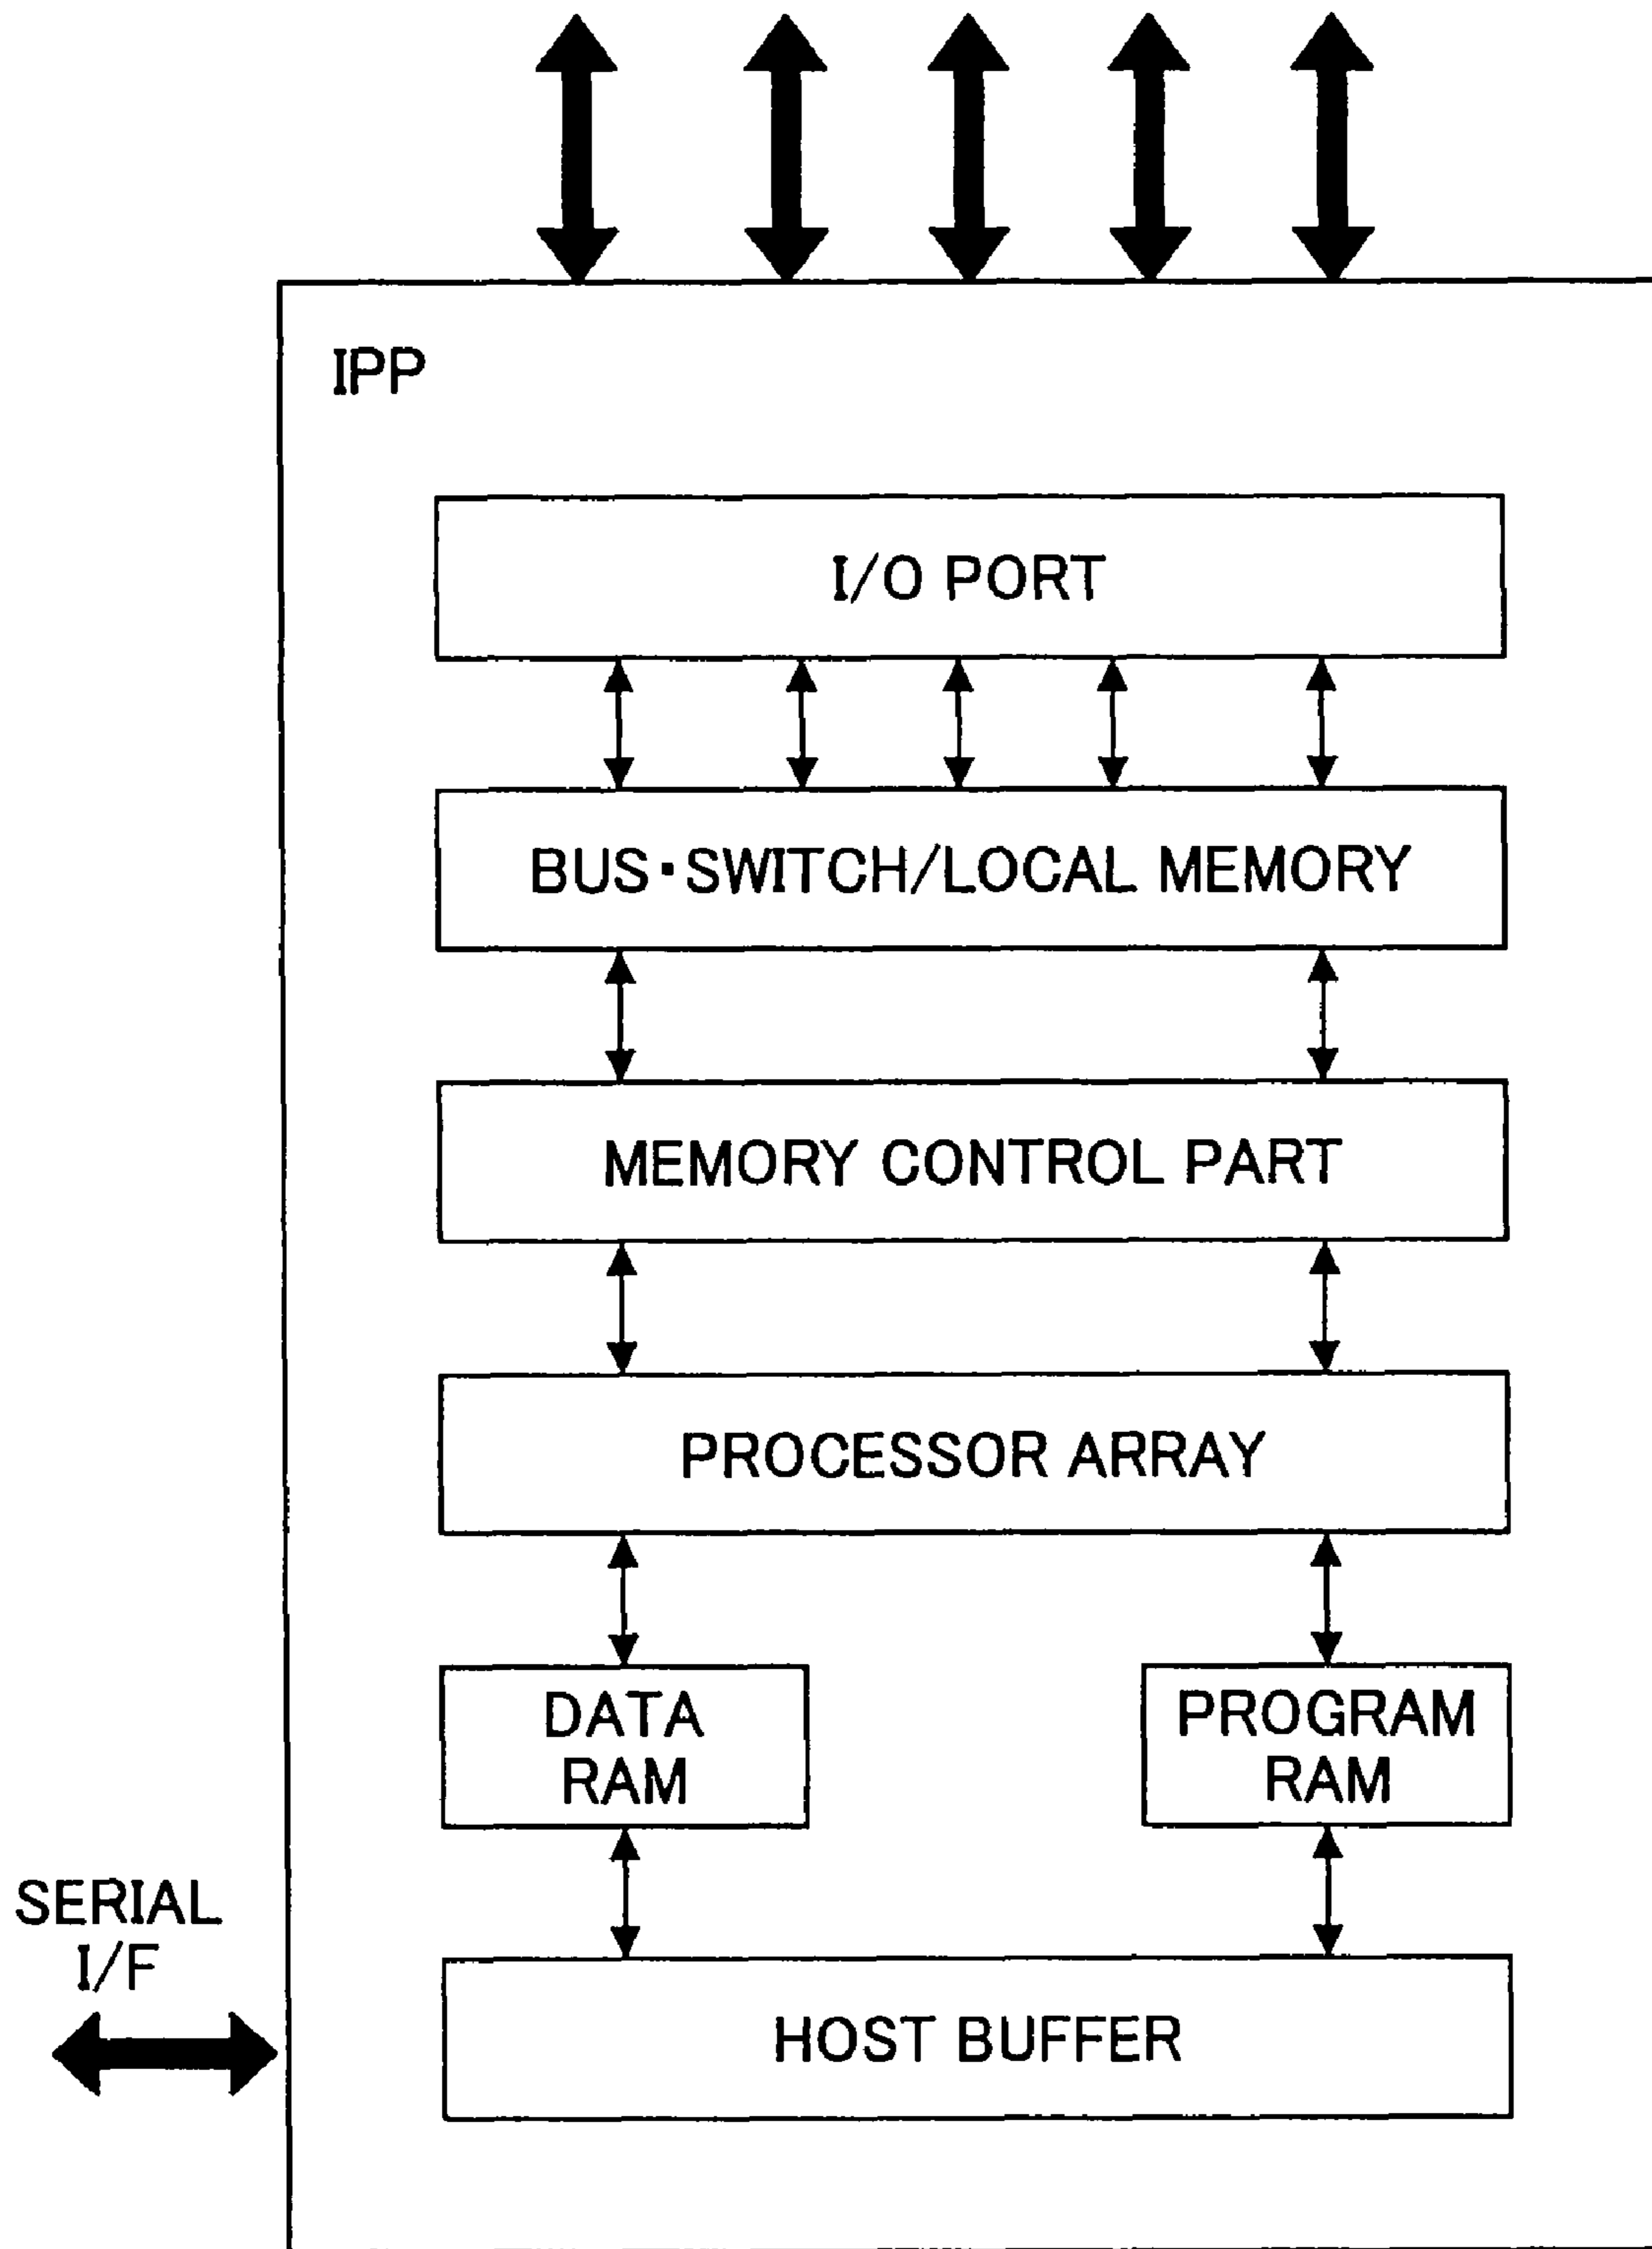 IPP
I/O PORT
BUS・SWITCH/LOCAL MEMORY
MEMORY CONTROL PART
PROCESSOR ARRAY
DATA
RAM
PROGRAM
RAM
SERIAL
I/F
HOST BUFFER